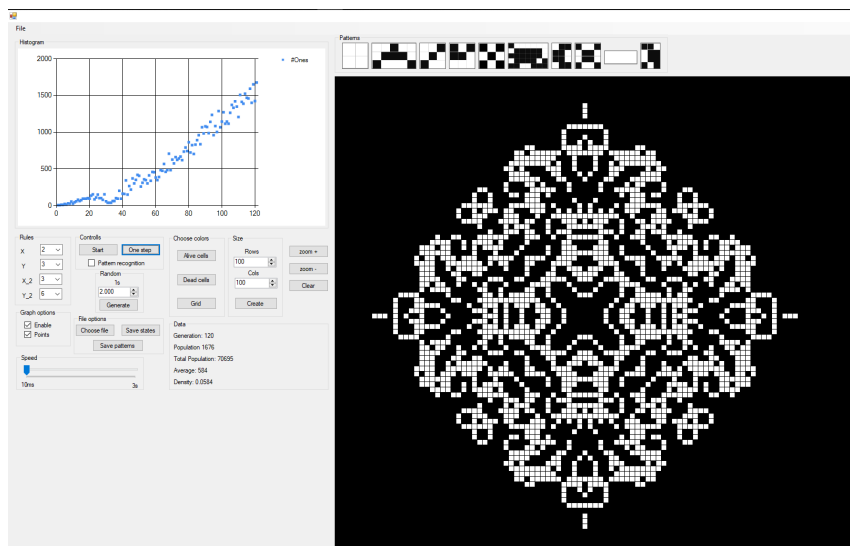 File
Histogram
#Ones
2000
1500
1000
500
0
0 20 40 60 80 100 120
Patterns
Rules
X 2
Y 3
X_2 3
Y_2 6
Controlls
Start One step
Pattern recognition
Random
1s
2.000
Generate
Choose colors
Alive cells
Dead cells
Grid
Size
Rows
100
Cols
100
Create
zoom +
zoom -
Clear
Graph options
Enable
Points
File options
Choose file Save states
Save patterns
Data
Generation: 120
Population 1676
Total Population: 70695
Average: 584
Density: 0.0584
Speed
10ms 3s